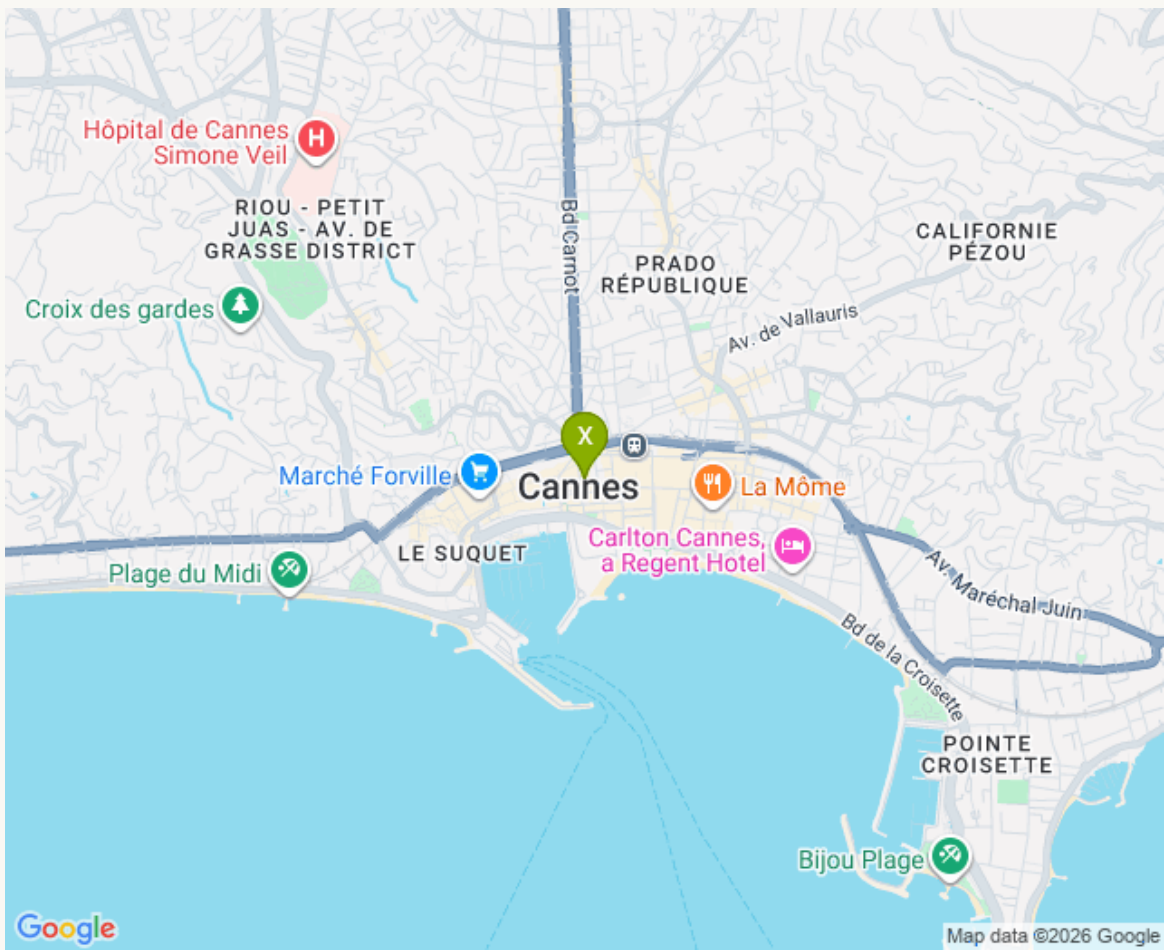 Hôpital de Cannes
Simone Veil
RIOU - PETIT
JUAS - AV. DE
GRASSE DISTRICT
Bd Carnot
CALIFORNIE
PÉZOU
PRADO
RÉPUBLIQUE
Croix des gardes
Av. de Vallauris
X
Marché Forville
Cannes
La Môme
Carlton Cannes,
a Regent Hotel
LE SUQUET
Plage du Midi
Av. Maréchal Juin
Bd de la Croisette
POINTE
CROISETTE
Bijou Plage
Google
Map data ©2026 Google